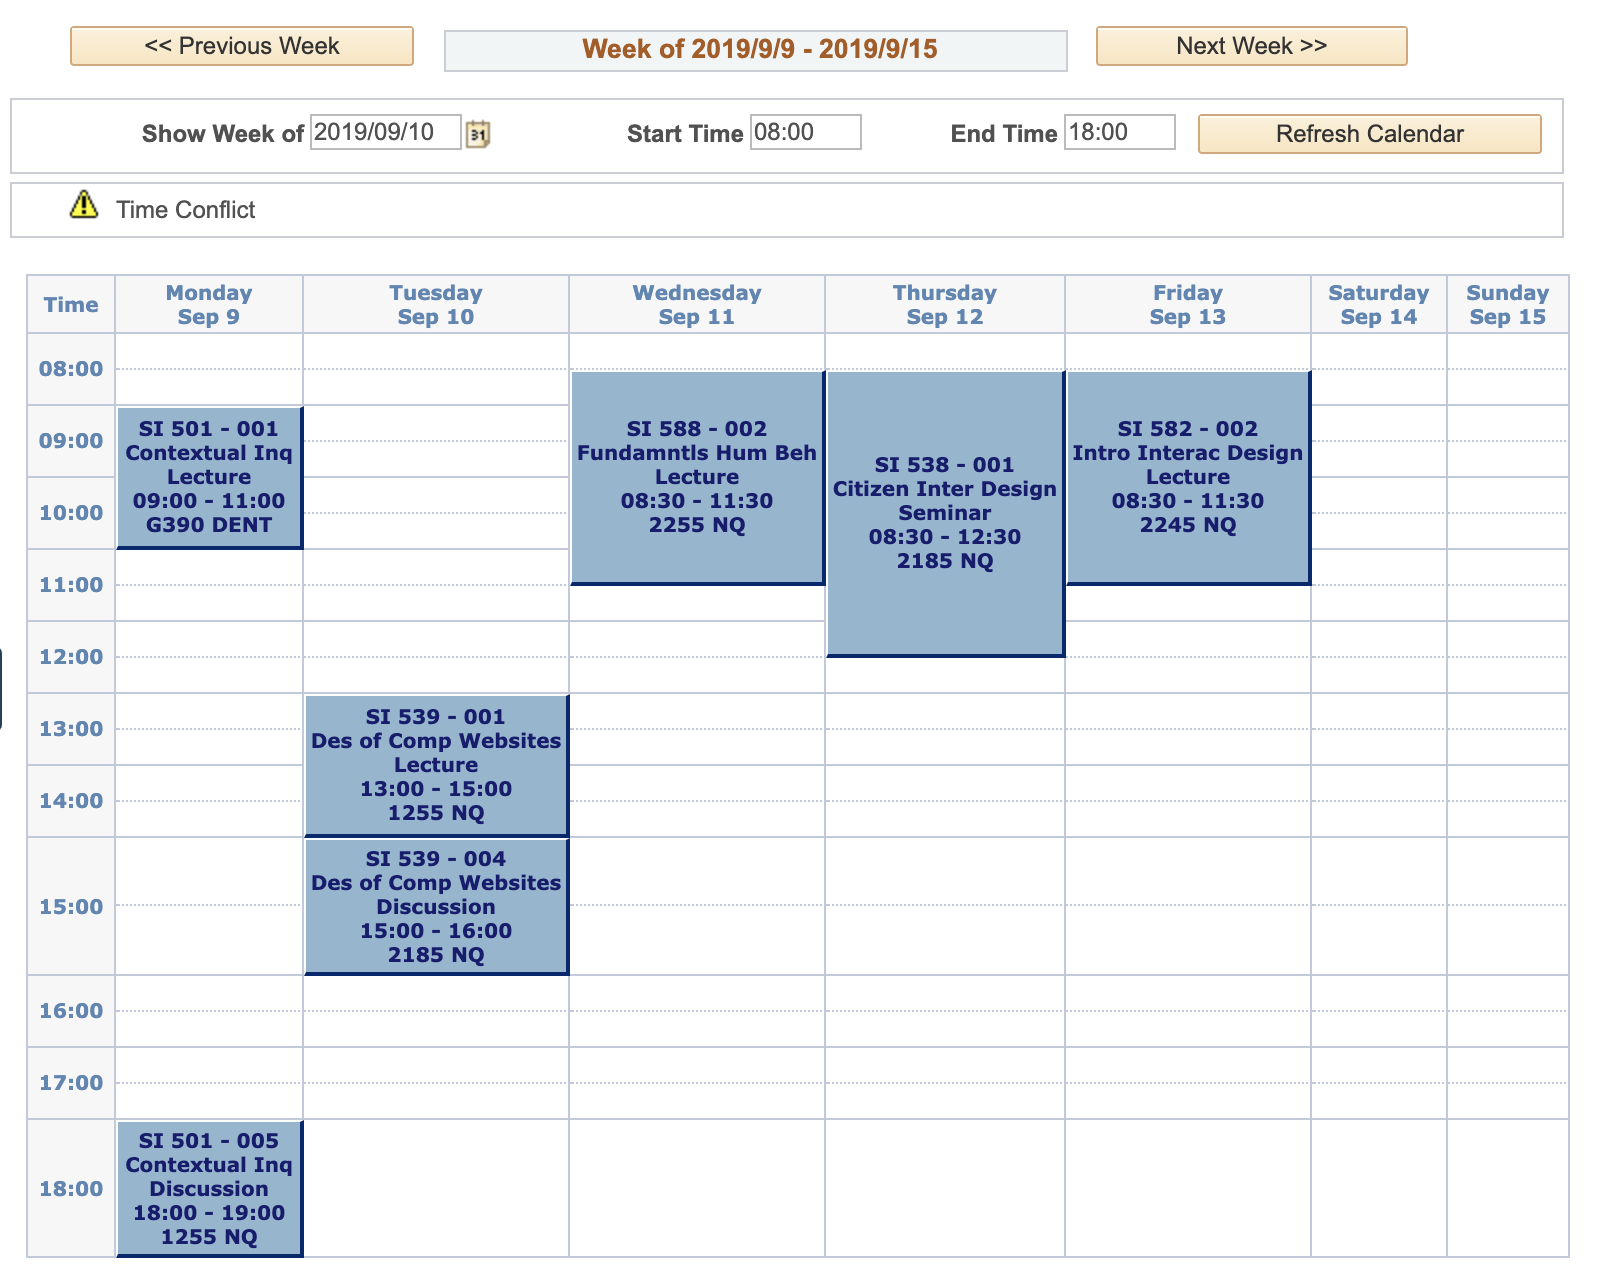 << Previous Week
Week of 2019/9/9 - 2019/9/15
Next Week >>
Show Week of 2019/09/10 31 Start Time 08:00 End Time 18:00 Refresh Calendar
Time Conflict
Time
Monday
Sep 9
Tuesday
Sep 10
Wednesday
Sep 11
Thursday
Sep 12
Friday
Sep 13
Saturday
Sep 14
Sunday
Sep 15
08:00
09:00
SI 501 - 001
Contextual Inq
Lecture
09:00 - 11:00
G390 DENT
SI 588 - 002
Fundamntls Hum Beh
Lecture
08:30 - 11:30
2255 NQ
SI 538 - 001
Citizen Inter Design
Seminar
08:30 - 12:30
2185 NQ
SI 582 - 002
Intro Interac Design
Lecture
08:30 - 11:30
2245 NQ
10:00
11:00
12:00
13:00
SI 539 - 001
Des of Comp Websites
Lecture
13:00 - 15:00
1255 NQ
14:00
15:00
SI 539 - 004
Des of Comp Websites
Discussion
15:00 - 16:00
2185 NQ
16:00
17:00
18:00
SI 501 - 005
Contextual Inq
Discussion
18:00 - 19:00
1255 NQ